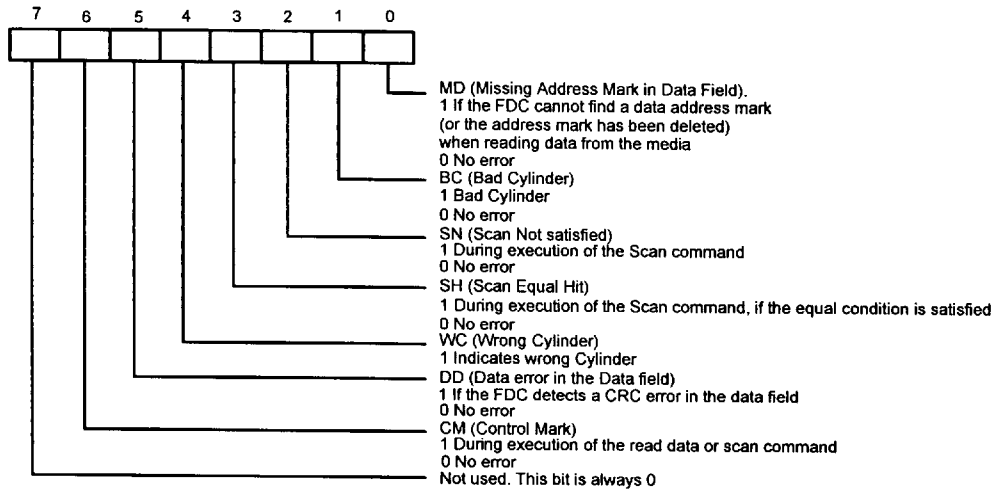 7 6 5 4 3 2 1 0
MD (Missing Address Mark in Data Field).
1 If the FDC cannot find a data address mark
(or the address mark has been deleted)
when reading data from the media
0 No error
BC (Bad Cylinder)
1 Bad Cylinder
0 No error
SN (Scan Not satisfied)
1 During execution of the Scan command
0 No error
SH (Scan Equal Hit)
1 During execution of the Scan command, if the equal condition is satisfied
0 No error
WC (Wrong Cylinder)
1 Indicates wrong Cylinder
DD (Data error in the Data field)
1 If the FDC detects a CRC error in the data field
0 No error
CM (Control Mark)
1 During execution of the read data or scan command
0 No error
Not used. This bit is always 0